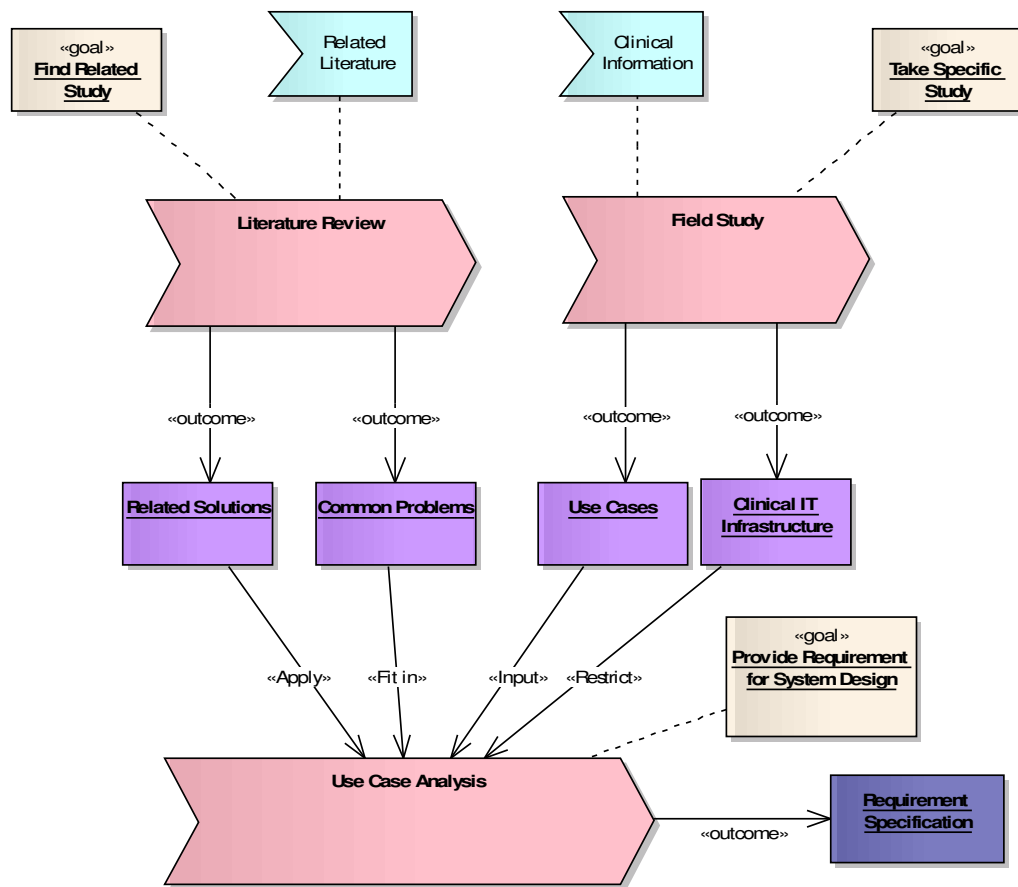 «goal»
Find Related
Study
Related
Literature
Clinical
Information
«goal»
Take Specific
Study
Literature Review
Field Study
«outcome»
«outcome»
«outcome»
«outcome»
Related Solutions
Common Problems
Use Cases
Clinical IT
Infrastructure
«goal»
Provide Requirement
for System Design
«Apply»
«Fit in»
«Input»
«Restrict»
Use Case Analysis
«outcome»
Requirement
Specification